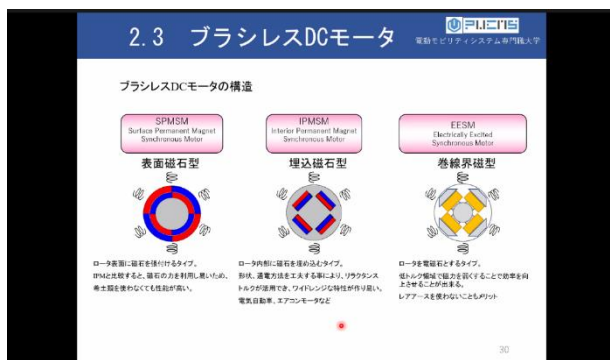 2.3 ブラシレスDCモータ
PUEMS
電動モビリティシステム専門職大学
ブラシレスDCモータの構造
SPMSM
Surface Permanent Magnet
Synchronous Motor
表面磁石型
ロータ表面に磁石を張付けるタイプ。
IPMと比較すると、磁石の力を利用し易いため、
希土類を使わなくても性能が高い。
IPMSM
Interior Permanent Magnet
Synchronous Motor
埋込磁石型
ロータ内部に磁石を埋め込むタイプ。
形状、通電方法を工夫する事により、リラクタンス
トルクが活用でき、ワイドレンジな特性が作り易い。
電気自動車、エアコンモータなど
EESM
Electrically Excited
Synchronous Motor
巻線界磁型
ロータを電磁石とするタイプ。
低トルク領域で磁力を弱くすることで効率を向
上させることが出来る。
レアアースを使わないこともメリット
30